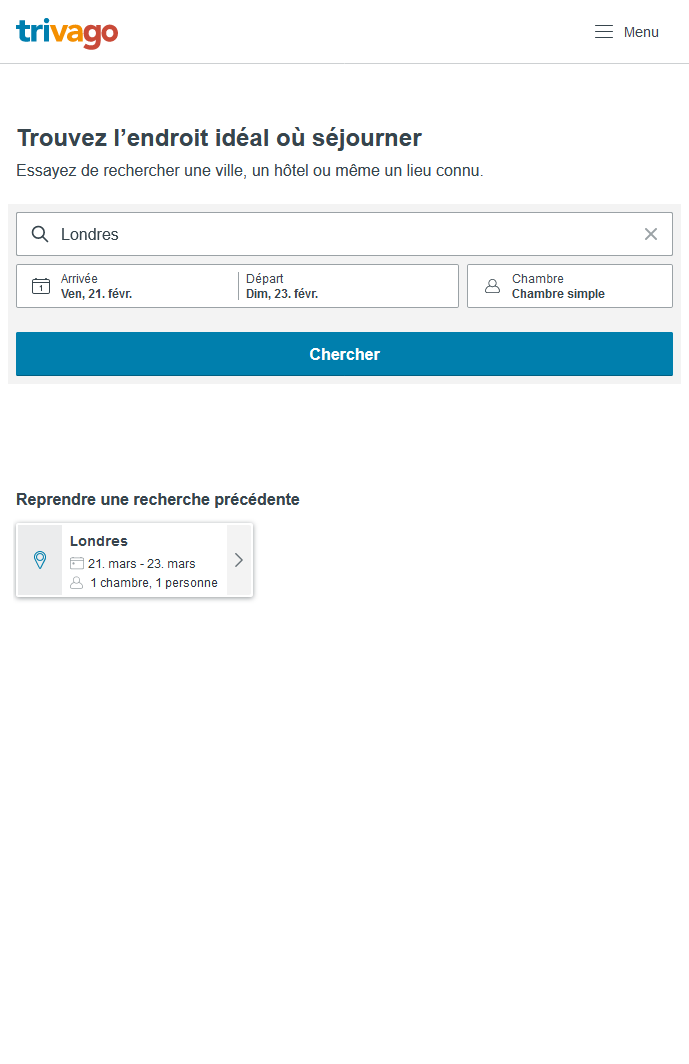 trivago
Menu
Trouvez l’endroit idéal où séjourner
Essayez de rechercher une ville, un hôtel ou même un lieu connu.
Londres
1
Arrivée
Ven, 21. févr.
Départ
Dim, 23. févr.
Chambre
Chambre simple
Chercher
Reprendre une recherche précédente
Londres
21. mars - 23. mars
1 chambre, 1 personne